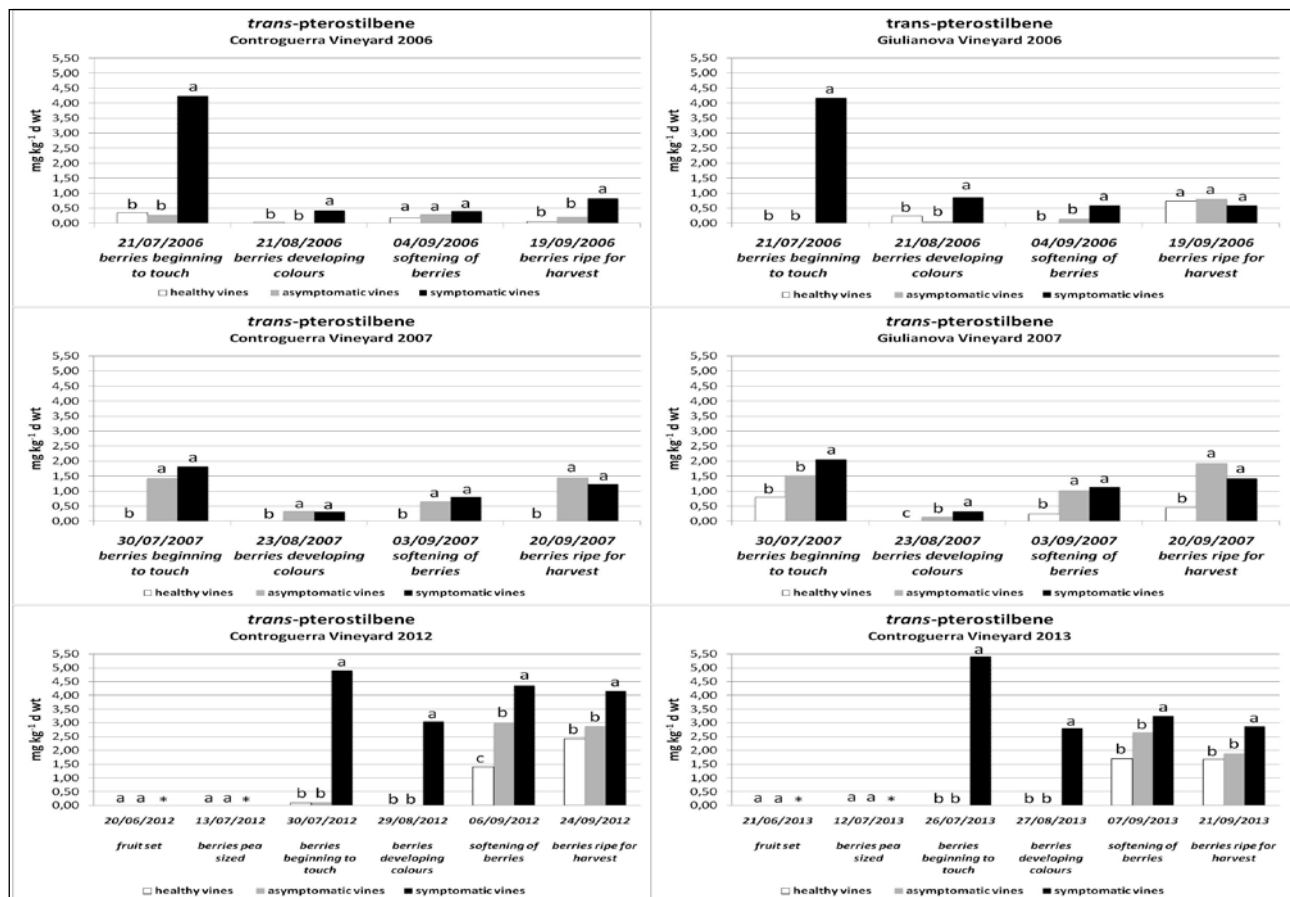 trans-pterostilbene
Controguerra Vineyard 2006
5,50
5,00
4,50
4,00
3,50
3,00
2,50
2,00
1,50
1,00
0,50
0,00
mg kg⁻¹ d wt
b b a
b b a
a a a
b b a
21/07/2006 21/08/2006 04/09/2006 19/09/2006
berries beginning berries developing softening of berries ripe for
to touch colours berries harvest
healthy vines asymptomatic vines symptomatic vines
trans-pterostilbene
Giulianova Vineyard 2006
5,50
5,00
4,50
4,00
3,50
3,00
2,50
2,00
1,50
1,00
0,50
0,00
mg kg⁻¹ d wt
b b a
b b a
b b a
a a a
21/07/2006 21/08/2006 04/09/2006 19/09/2006
berries beginning berries developing softening of berries ripe for
to touch colours berries harvest
healthy vines asymptomatic vines symptomatic vines
trans-pterostilbene
Controguerra Vineyard 2007
5,50
5,00
4,50
4,00
3,50
3,00
2,50
2,00
1,50
1,00
0,50
0,00
mg kg⁻¹ d wt
b a a
b a a
b a a
b a a
30/07/2007 23/08/2007 03/09/2007 20/09/2007
berries beginning berries developing softening of berries ripe for
to touch colours berries harvest
healthy vines asymptomatic vines symptomatic vines
trans-pterostilbene
Giulianova Vineyard 2007
5,50
5,00
4,50
4,00
3,50
3,00
2,50
2,00
1,50
1,00
0,50
0,00
mg kg⁻¹ d wt
b b a
c b a
b a a
b a a
30/07/2007 23/08/2007 03/09/2007 20/09/2007
berries beginning berries developing softening of berries ripe for
to touch colours berries harvest
healthy vines asymptomatic vines symptomatic vines
trans-pterostilbene
Controguerra Vineyard 2012
5,50
5,00
4,50
4,00
3,50
3,00
2,50
2,00
1,50
1,00
0,50
0,00
mg kg⁻¹ d wt
a a *
a a *
b b a
b b a
c b a
b b a
20/06/2012 13/07/2012 30/07/2012 29/08/2012 06/09/2012 24/09/2012
fruit set berries pea berries berries softening of berries ripe for
sized beginning to developing berries harvest
touch colours
healthy vines asymptomatic vines symptomatic vines
trans-pterostilbene
Controguerra Vineyard 2013
5,50
5,00
4,50
4,00
3,50
3,00
2,50
2,00
1,50
1,00
0,50
0,00
mg kg⁻¹ d wt
a a *
a a *
b b a
b b a
b b a
b b a
21/06/2013 12/07/2013 26/07/2013 27/08/2013 07/09/2013 21/09/2013
fruit set berries pea berries berries softening of berries ripe for
sized beginning to developing berries harvest
touch colours
healthy vines asymptomatic vines symptomatic vines